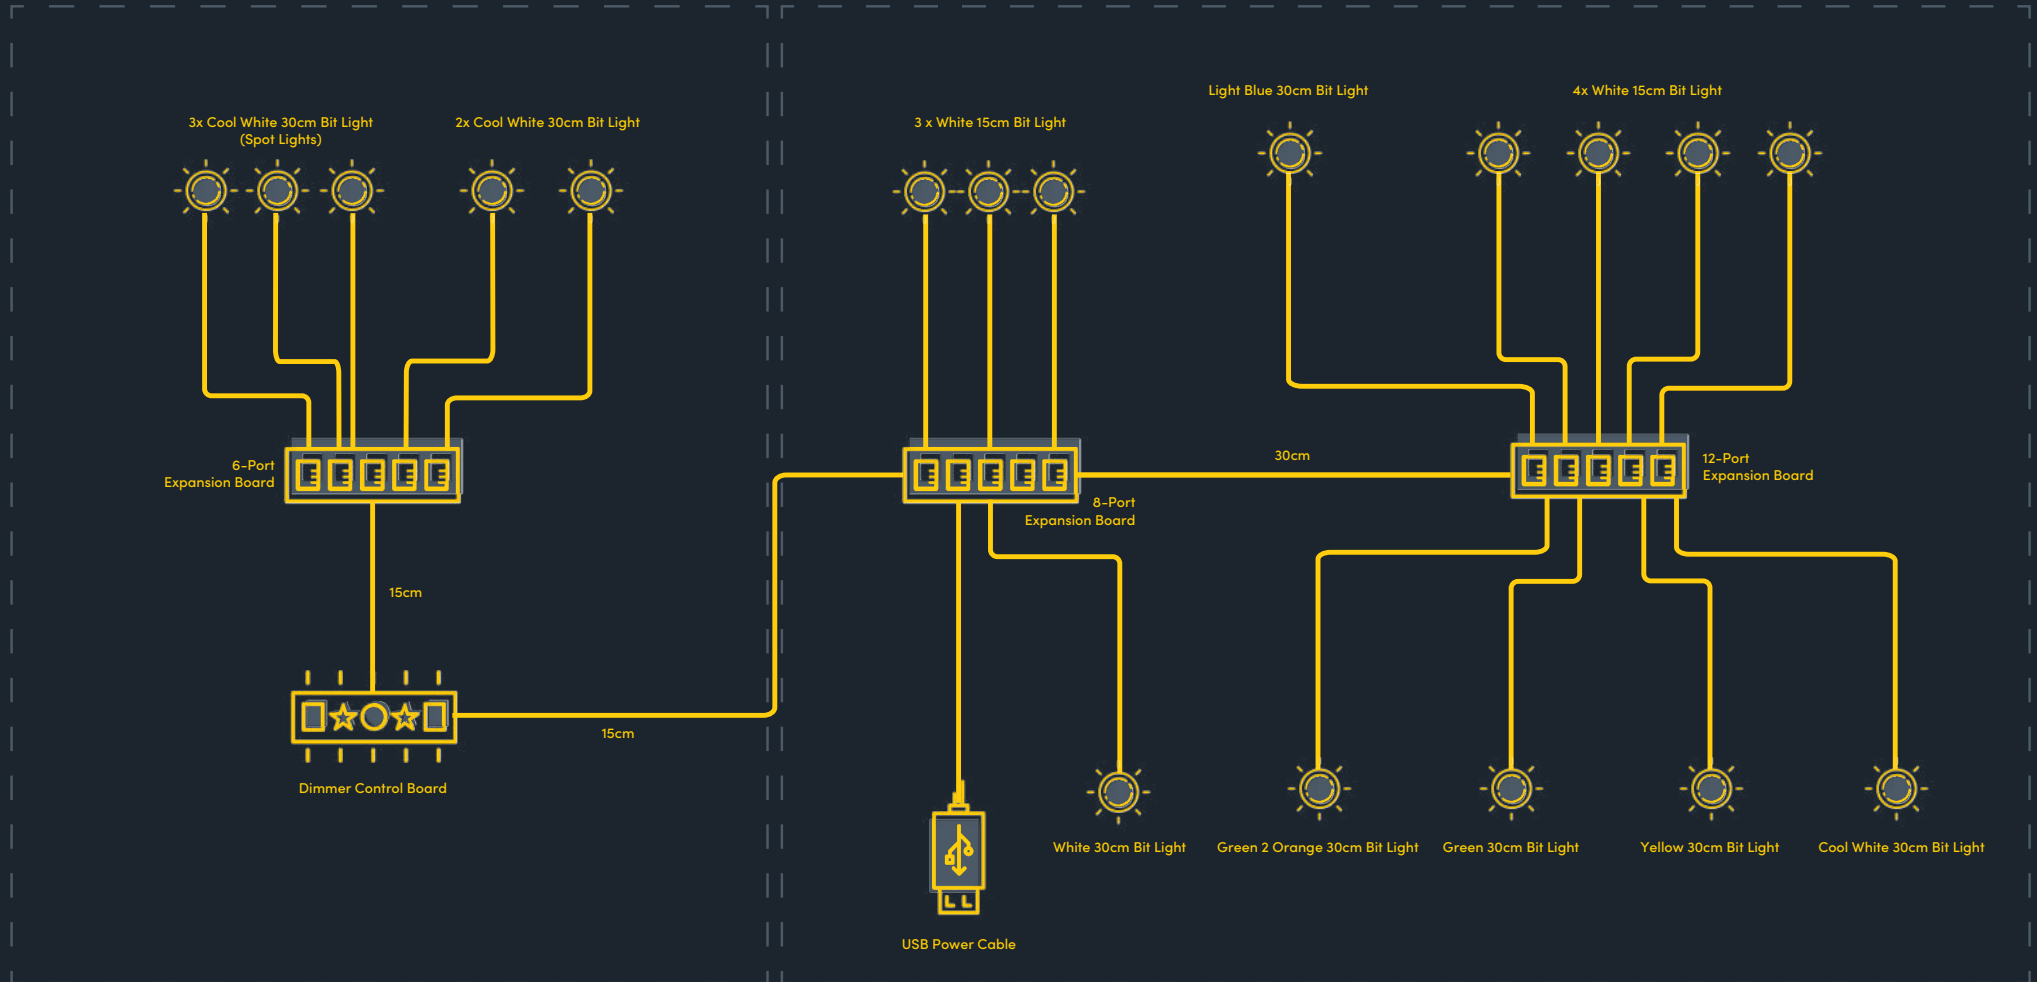 3x Cool White 30cm Bit Light
(Spot Lights)
2x Cool White 30cm Bit Light
6-Port
Expansion Board
15cm
Dimmer Control Board
15cm
3 x White 15cm Bit Light
Light Blue 30cm Bit Light
4x White 15cm Bit Light
30cm
8-Port
Expansion Board
12-Port
Expansion Board
White 30cm Bit Light
Green 2 Orange 30cm Bit Light
Green 30cm Bit Light
Yellow 30cm Bit Light
Cool White 30cm Bit Light
USB Power Cable